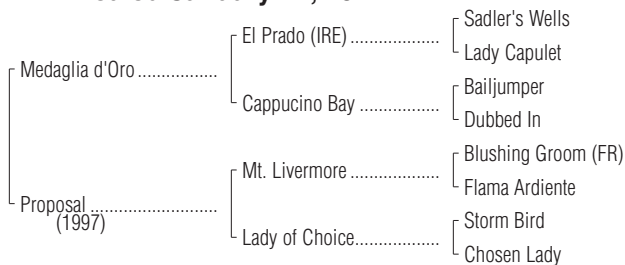 Sadler's Wells
El Prado (IRE) ....................
Lady Capulet
Medaglia d'Oro ..................
Bailjumper
Cappucino Bay ..................
Dubbed In
Blushing Groom (FR)
Mt. Livermore ....................
Flama Ardiente
Proposal .............................
(1997)
Storm Bird
Lady of Choice...................
Chosen Lady